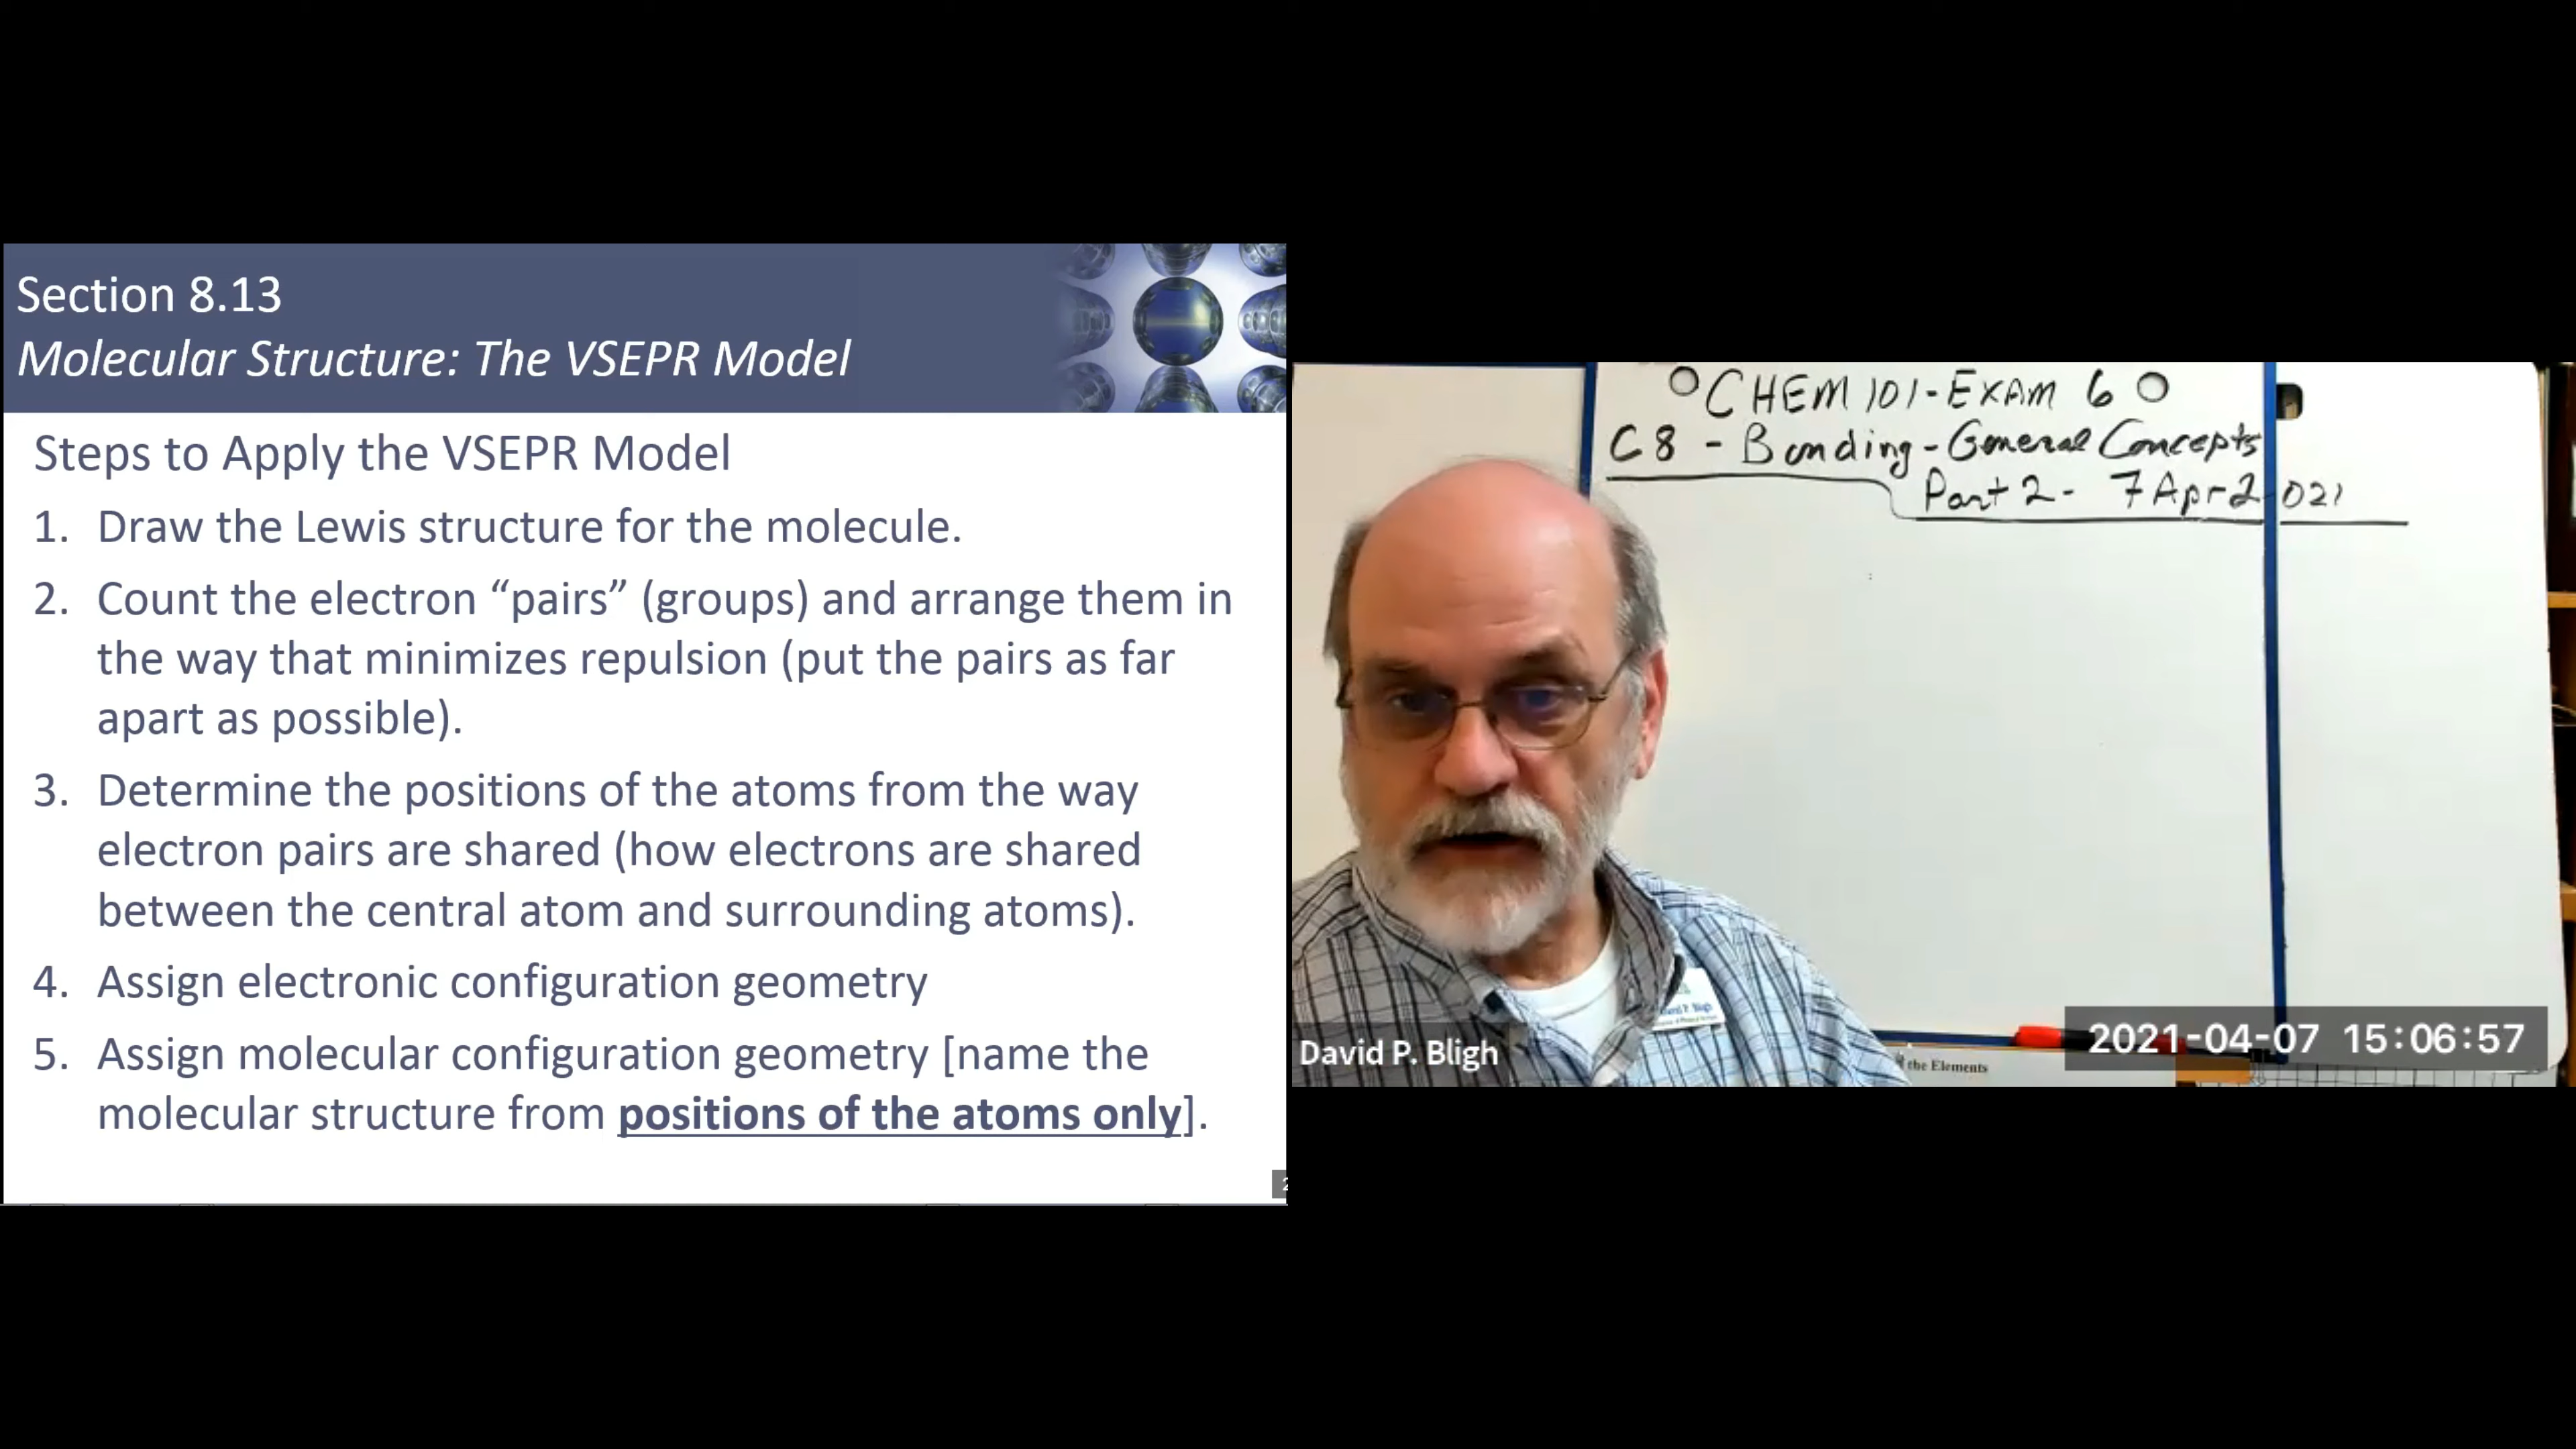 Section 8.13
Molecular Structure: The VSEPR Model
Steps to Apply the VSEPR Model
1. Draw the Lewis structure for the molecule.
2. Count the electron “pairs” (groups) and arrange them in
the way that minimizes repulsion (put the pairs as far
apart as possible).
3. Determine the positions of the atoms from the way
electron pairs are shared (how electrons are shared
between the central atom and surrounding atoms).
4. Assign electronic configuration geometry
5. Assign molecular configuration geometry [name the
molecular structure from positions of the atoms only].
2
CHEM 101 - EXAM 6
C8 - Bonding - General Concepts
Part 2 - 7 Apr 2021
P. Bligh
the Elements
David P. Bligh
2021-04-07 15:06:57